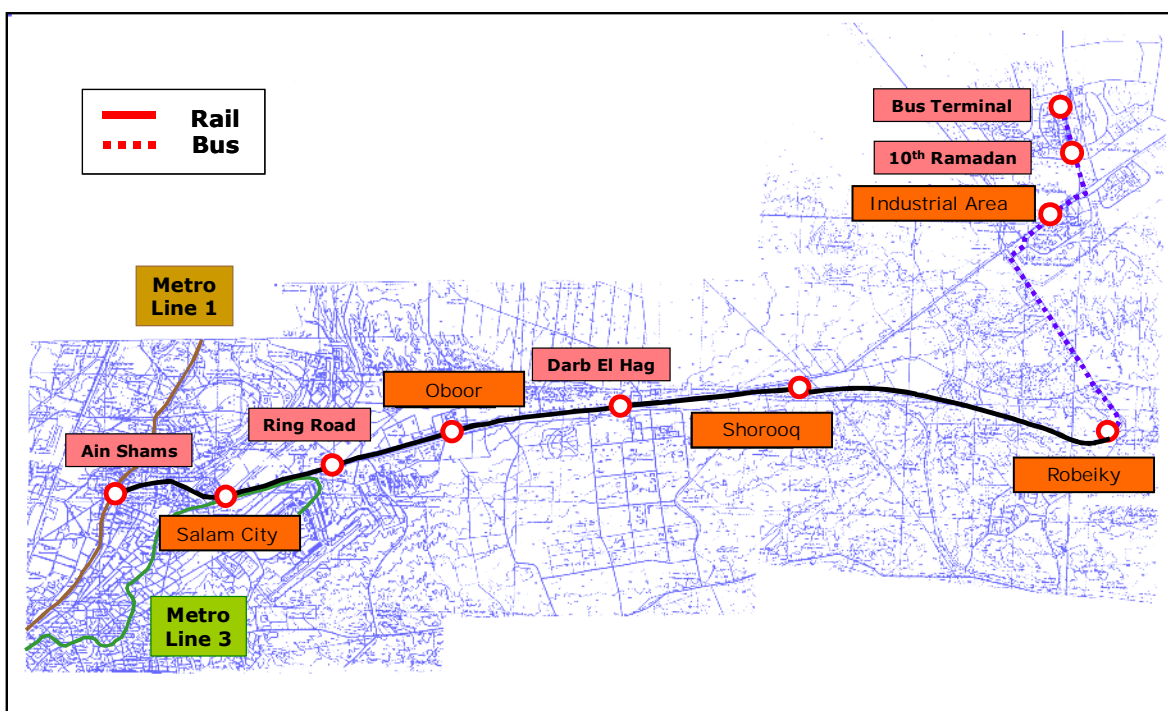 Rail
Bus
Bus Terminal
10th Ramadan
Industrial Area
Metro
Line 1
Darb El Hag
Oboor
Ring Road
Shorooq
Ain Shams
Robeiky
Salam City
Metro
Line 3